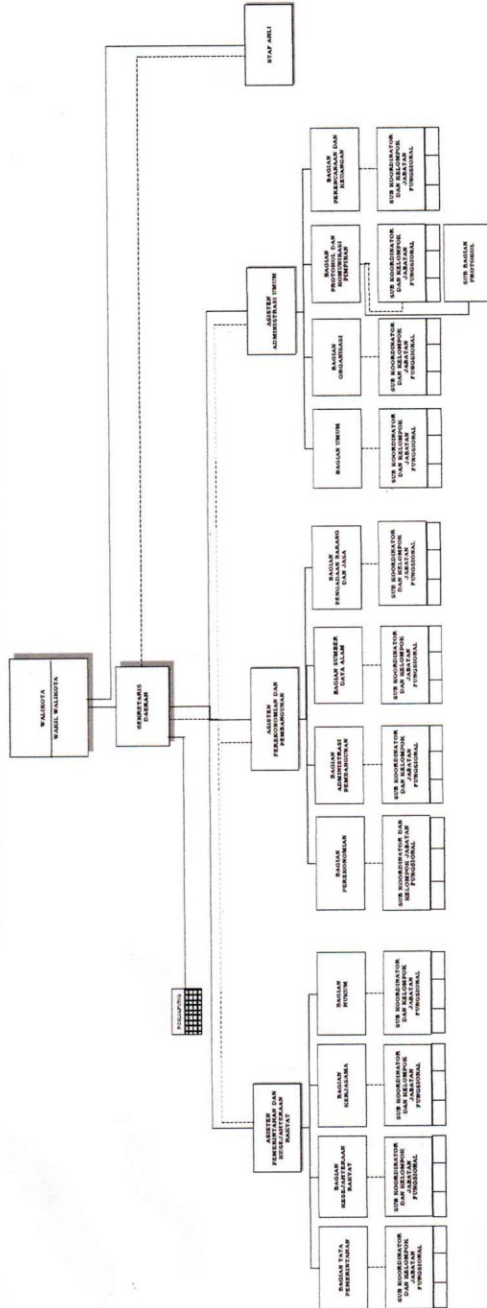 WALIKOTA
WAKIL WALIKOTA
SEKRETARIS
DAERAH
STAF AHLI
ASISTEN
PEMERINTAHAN DAN
KESEJAHTERAAN
RAKYAT
ASISTEN
PEREKONOMIAN DAN
PEMBANGUNAN
ASISTEN
ADMINISTRASI UMUM
BAGIAN TATA
PEMERINTAHAN
BAGIAN
KESEJAHTERAAN
RAKYAT
BAGIAN
KERJASAMA
BAGIAN
HUKUM
BAGIAN
PEREKONOMIAN
BAGIAN
ADMINISTRASI
PEMBANGUNAN
BAGIAN SUMBER
DAYA ALAM
BAGIAN
PENGADAAN BARANG
DAN JASA
BAGIAN UMUM
BAGIAN
ORGANISASI
BAGIAN
PROTOKOL DAN
KOMUNIKASI
PIMPINAN
BAGIAN
PERENCANAAN DAN
KEUANGAN
SUB KOORDINATOR
DAN KELOMPOK
JABATAN
FUNGSIONAL
SUB KOORDINATOR
DAN KELOMPOK
JABATAN
FUNGSIONAL
SUB KOORDINATOR
DAN KELOMPOK
JABATAN
FUNGSIONAL
SUB KOORDINATOR
DAN KELOMPOK
JABATAN
FUNGSIONAL
SUB KOORDINATOR DAN
KELOMPOK JABATAN
FUNGSIONAL
SUB KOORDINATOR
DAN KELOMPOK
JABATAN
FUNGSIONAL
SUB KOORDINATOR
DAN KELOMPOK
JABATAN
FUNGSIONAL
SUB KOORDINATOR
DAN KELOMPOK
JABATAN
FUNGSIONAL
SUB KOORDINATOR
DAN KELOMPOK
JABATAN
FUNGSIONAL
SUB KOORDINATOR
DAN KELOMPOK
JABATAN
FUNGSIONAL
SUB KOORDINATOR
DAN KELOMPOK
JABATAN
FUNGSIONAL
SUB KOORDINATOR
DAN KELOMPOK
JABATAN
FUNGSIONAL
SUB BAGIAN
PROTOKOL